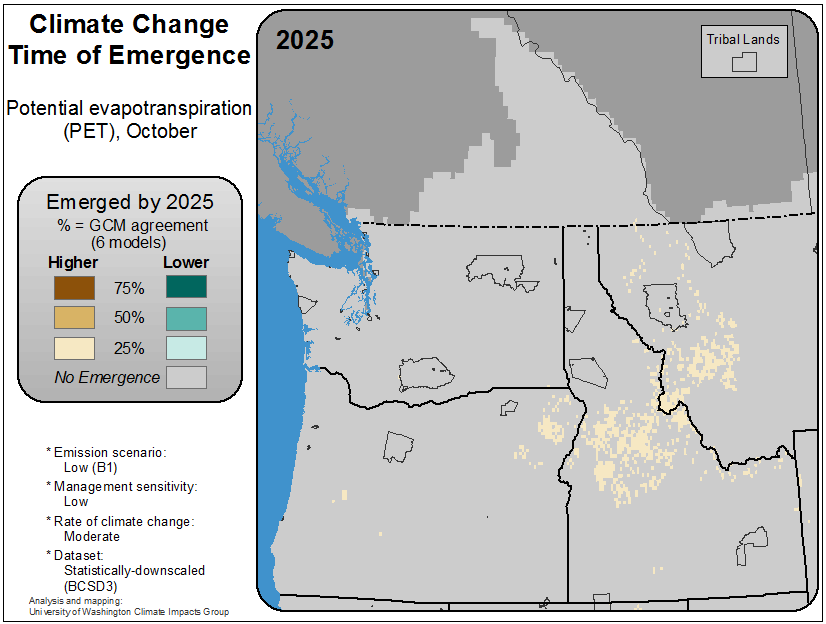 Climate Change
Time of Emergence
Potential evapotranspiration
(PET), October
Emerged by 2025
% = GCM agreement
(6 models)
Higher Lower
75%
50%
25%
No Emergence
* Emission scenario:
Low (B1)
* Management sensitivity:
Low
* Rate of climate change:
Moderate
* Dataset:
Statistically-downscaled
(BCSD3)
Analysis and mapping:
University of Washington Climate Impacts Group
2025
Tribal Lands